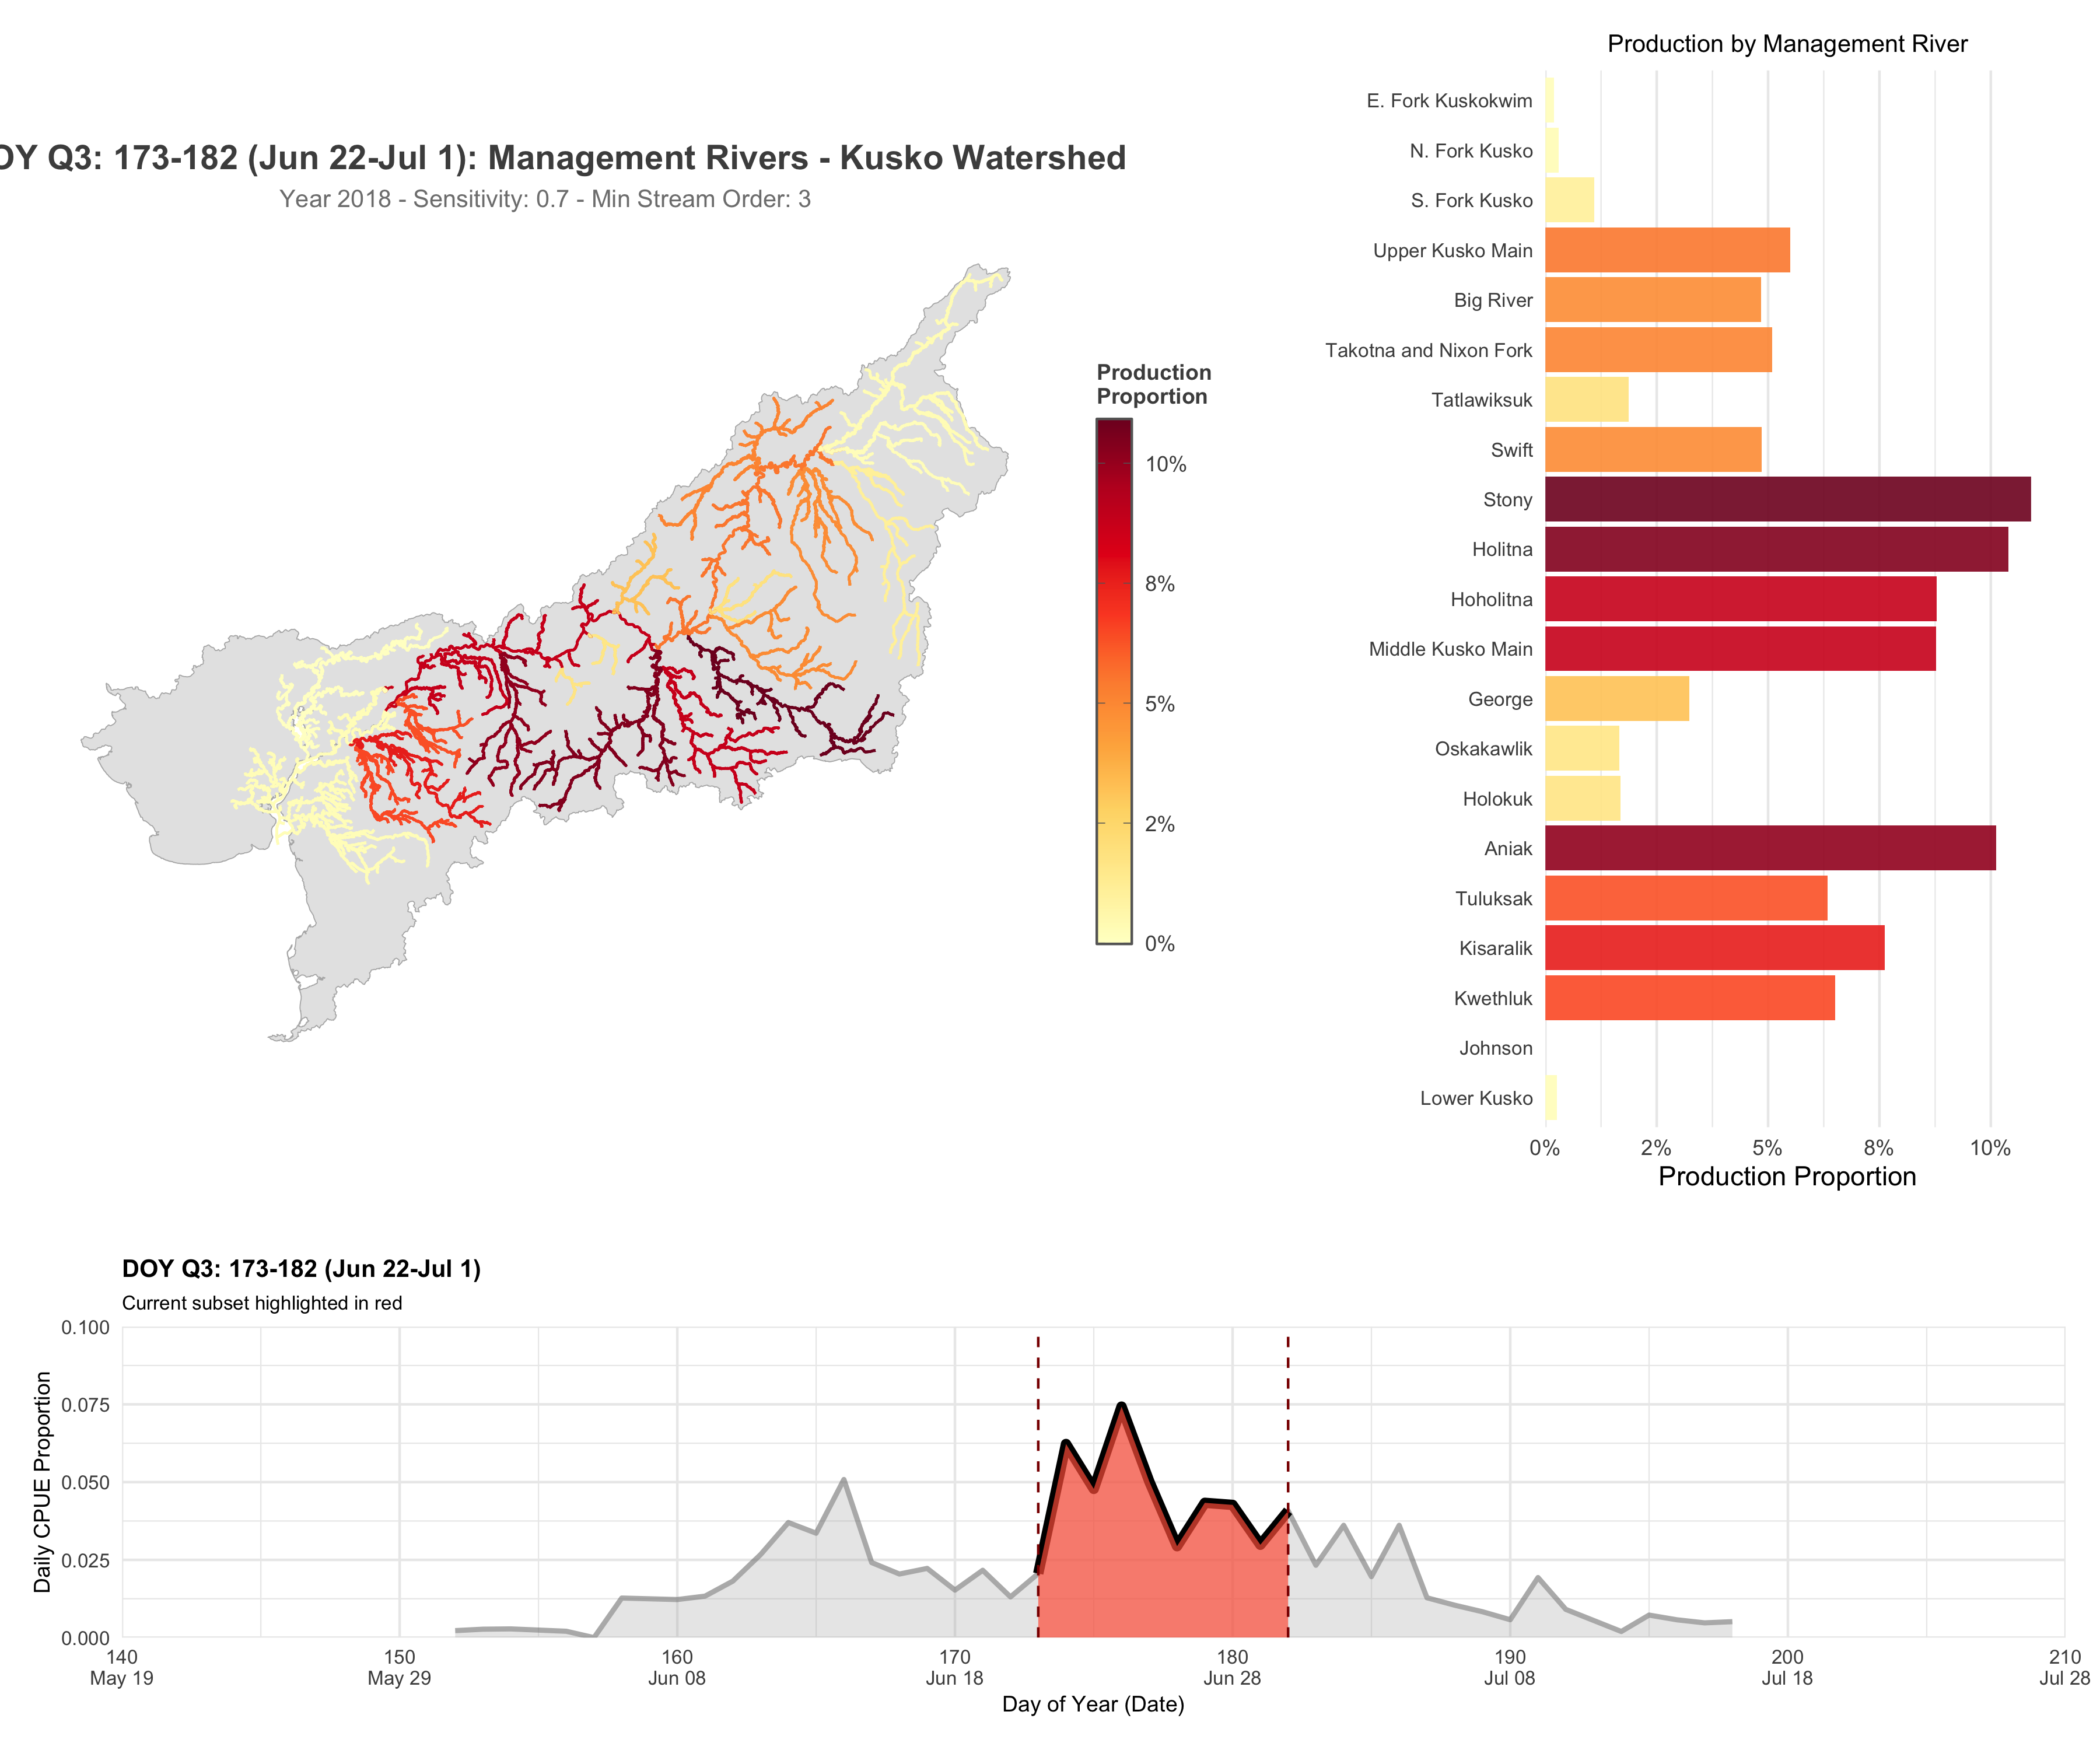 OY Q3: 173-182 (Jun 22-Jul 1): Management Rivers - Kusko Watershed
Year 2018 - Sensitivity: 0.7 - Min Stream Order: 3
Production
Proportion
10%
8%
5%
2%
0%
Production by Management River
E. Fork Kuskokwim
N. Fork Kusko
S. Fork Kusko
Upper Kusko Main
Big River
Takotna and Nixon Fork
Tatlawiksuk
Swift
Stony
Holitna
Hoholitna
Middle Kusko Main
George
Oskakawlik
Holokuk
Aniak
Tuluksak
Kisaralik
Kwethluk
Johnson
Lower Kusko
0% 2% 5% 8% 10%
Production Proportion
DOY Q3: 173-182 (Jun 22-Jul 1)
Current subset highlighted in red
Daily CPUE Proportion
0.100
0.075
0.050
0.025
0.000
140 150 160 170 180 190 200 210
May 19 May 29 Jun 08 Jun 18 Jun 28 Jul 08 Jul 18 Jul 28
Day of Year (Date)